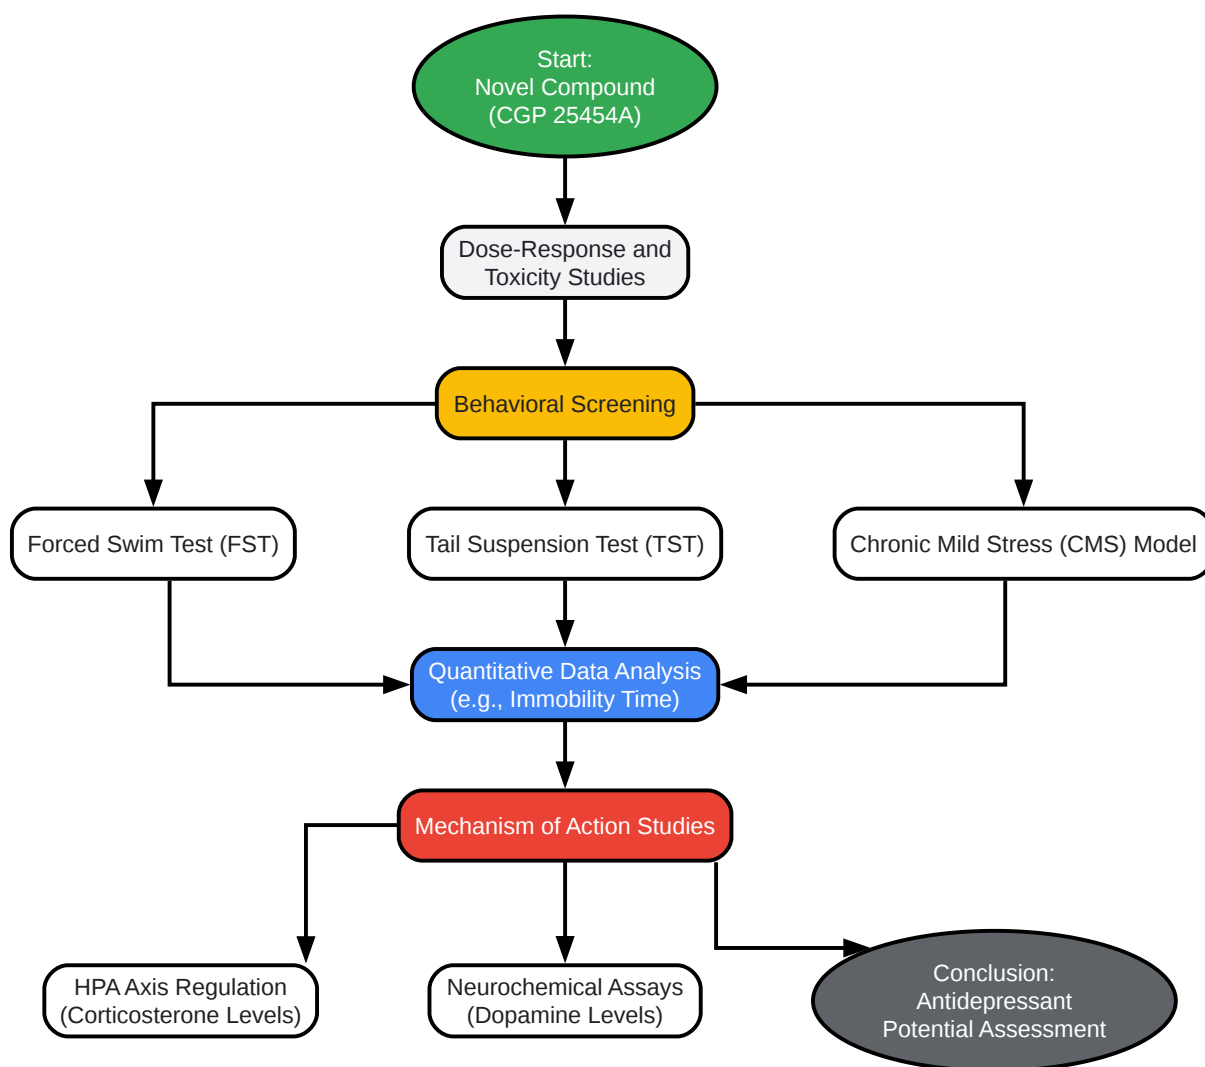 Start:
Novel Compound
(CGP 25454A)
Dose-Response and
Toxicity Studies
Behavioral Screening
Forced Swim Test (FST)
Tail Suspension Test (TST)
Chronic Mild Stress (CMS) Model
Quantitative Data Analysis
(e.g., Immobility Time)
Mechanism of Action Studies
HPA Axis Regulation
(Corticosterone Levels)
Neurochemical Assays
(Dopamine Levels)
Conclusion:
Antidepressant
Potential Assessment